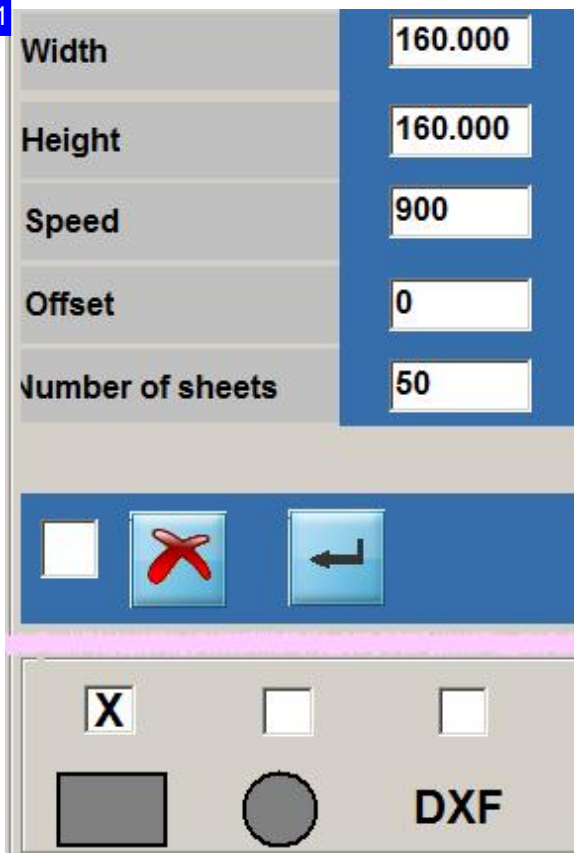 1
Width 160.000
Height 160.000
Speed 900
Offset 0
Number of sheets 50
X
DXF